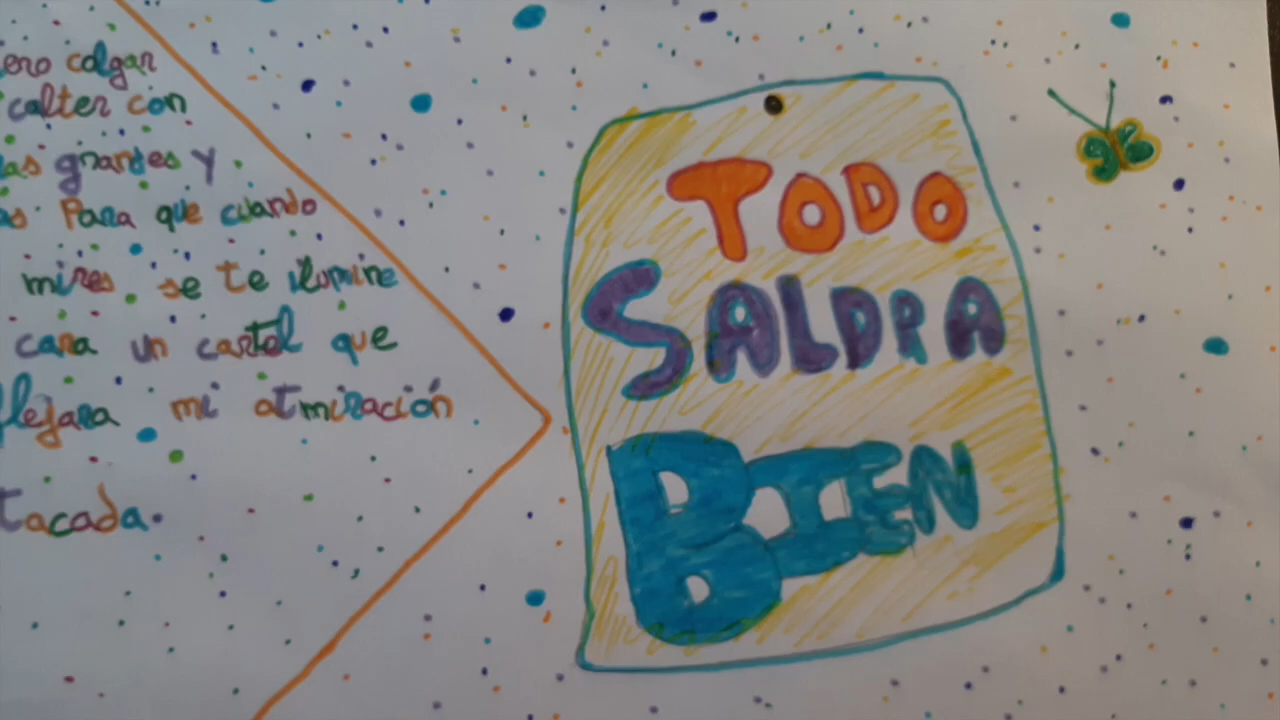 ero colgar
calter con
las grandes y
as. Para que cuando
mires, se te ilumine
cara un cartel que
flejara mi atmiración
tacada.
TODO
SALDRA
BIEN